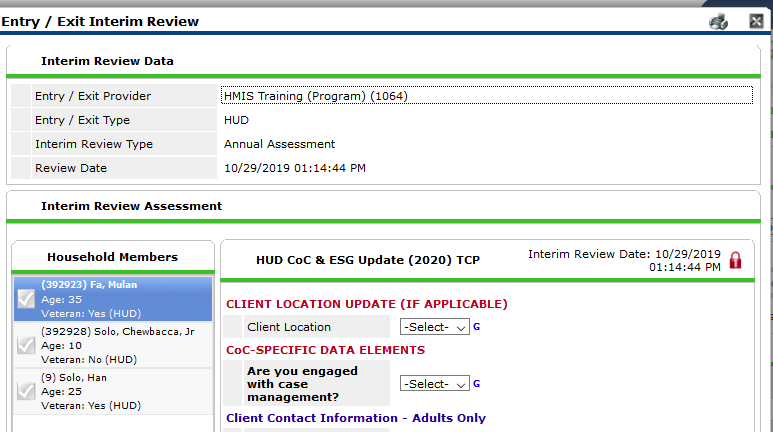 Entry / Exit Interim Review
Interim Review Data
Entry / Exit Provider HMIS Training (Program) (1064)
Entry / Exit Type HUD
Interim Review Type Annual Assessment
Review Date 10/29/2019 01:14:44 PM
Interim Review Assessment
Household Members
(392923) Fa, Mulan
Age: 35
Veteran: Yes (HUD)
(392928) Solo, Chewbacca, Jr
Age: 10
Veteran: No (HUD)
(9) Solo, Han
Age: 25
Veteran: Yes (HUD)
HUD CoC & ESG Update (2020) TCP
Interim Review Date: 10/29/2019
01:14:44 PM
CLIENT LOCATION UPDATE (IF APPLICABLE)
Client Location -Select- G
CoC-SPECIFIC DATA ELEMENTS
Are you engaged
with case -Select- G
management?
Client Contact Information - Adults Only